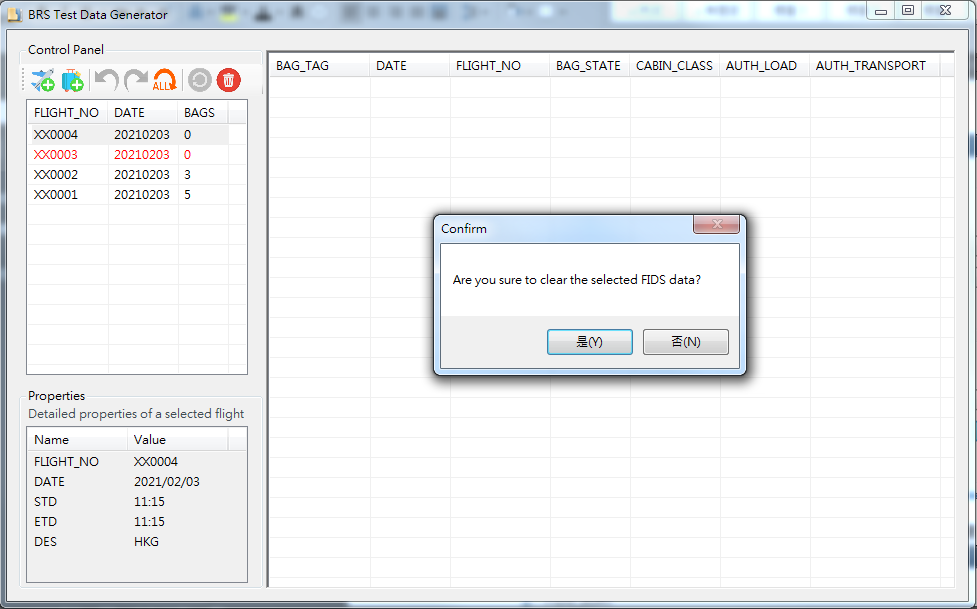 BRS Test Data Generator
Control Panel
ALL
FLIGHT_NO DATE BAGS
XX0004 20210203 0
XX0003 20210203 0
XX0002 20210203 3
XX0001 20210203 5
Properties
Detailed properties of a selected flight
Name Value
FLIGHT_NO XX0004
DATE 2021/02/03
STD 11:15
ETD 11:15
DES HKG
BAG_TAG DATE FLIGHT_NO BAG_STATE CABIN_CLASS AUTH_LOAD AUTH_TRANSPORT
Confirm
Are you sure to clear the selected FIDS data?
是(Y) 否(N)